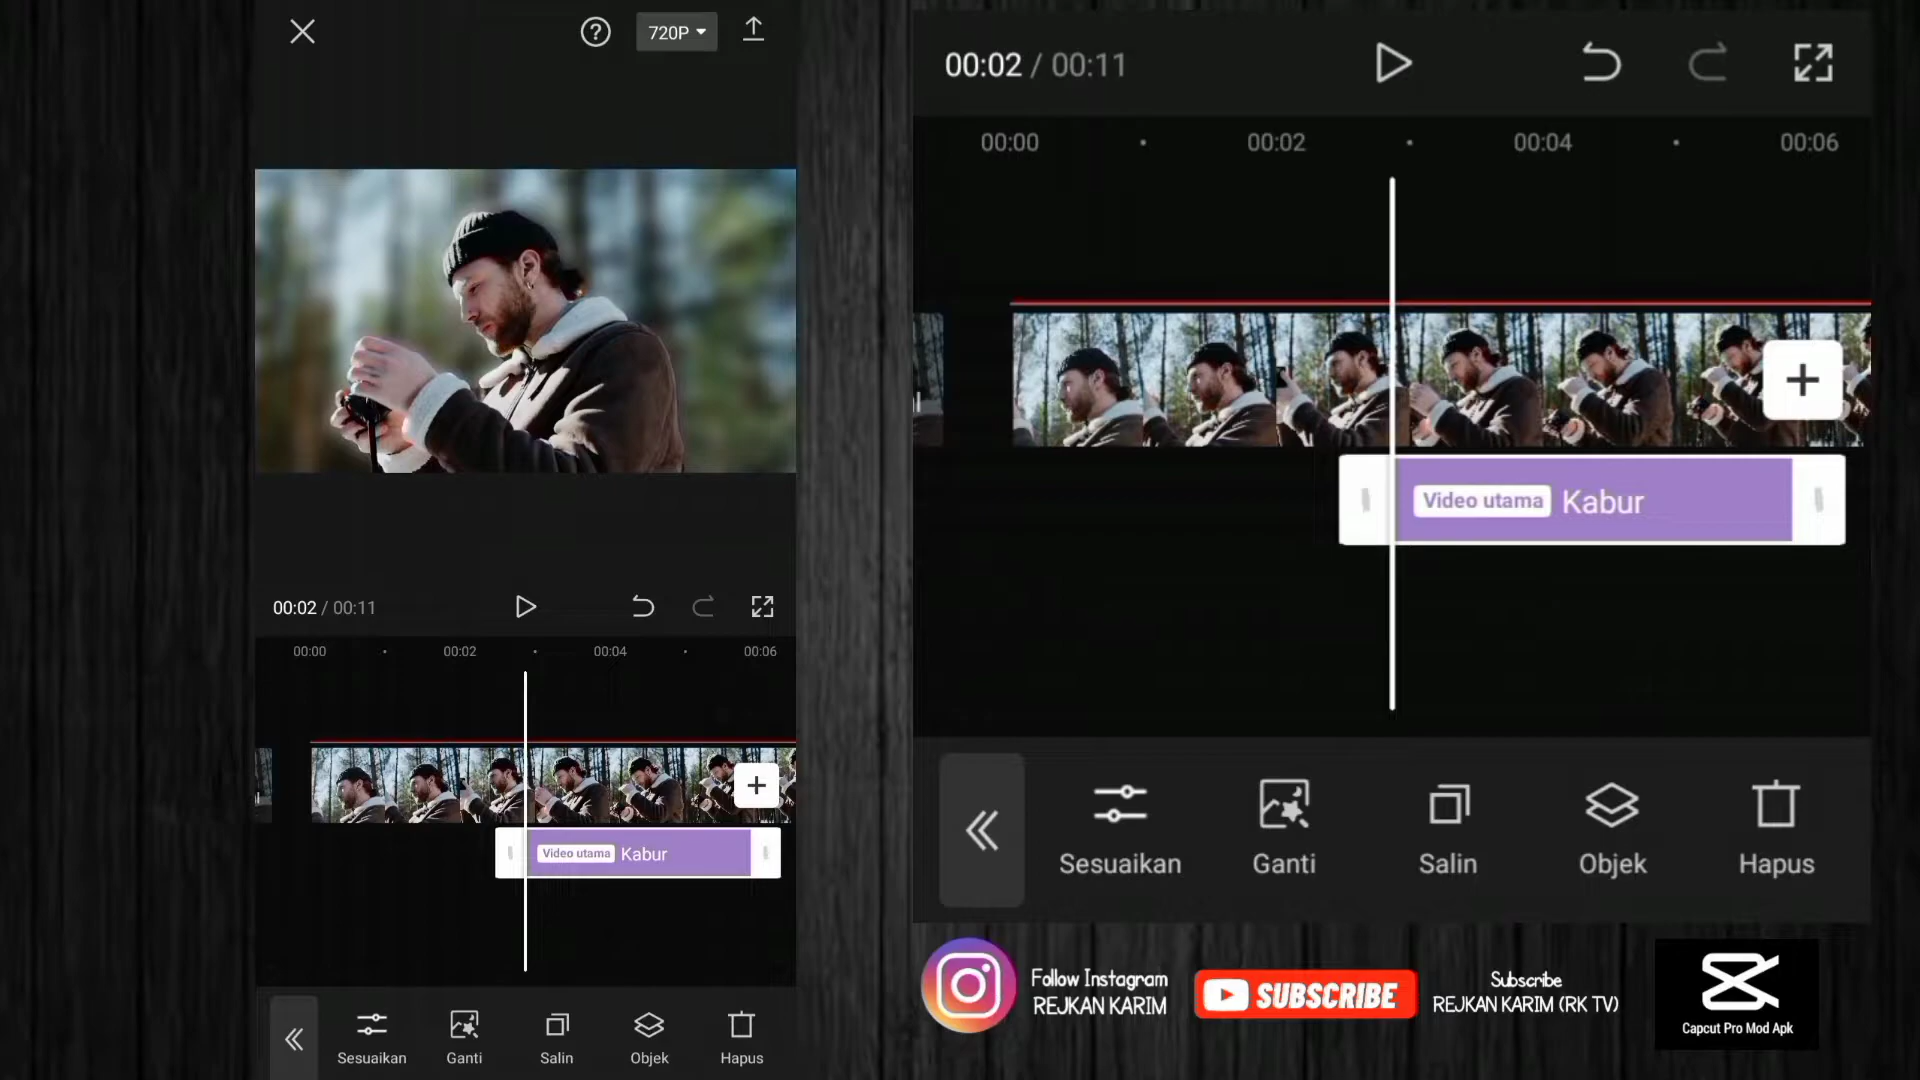 720P
00:02 / 00:11
00:00 00:02 00:04 00:06
Video utama Kabur
Sesuaikan Ganti Salin Objek Hapus
00:02 / 00:11
00:00 00:02 00:04 00:06
Video utama Kabur
Sesuaikan Ganti Salin Objek Hapus
Follow Instagram
REJKAN KARIM
SUBSCRIBE
Subscribe
REJKAN KARIM (RK TV)
Capcut Pro Mod Apk